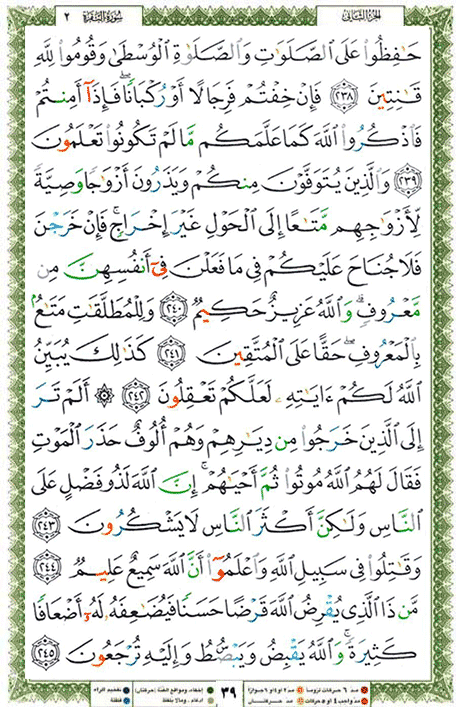 الجزء الثاني
سورة البقرة
٢
حَـٰفِظُوا۟ عَلَى ٱلصَّلَوَٰتِ وَٱلصَّلَوٰةِ ٱلْوُسْطَىٰ وَقُومُوا۟ لِلَّهِ
قَـٰنِتِينَ ٢٣٨ فَإِنْ خِفْتُمْ فَرِجَالًا أَوْ رُكْبَانًا ۖ فَإِذَآ أَمِنتُمْ
فَٱذْكُرُوا۟ ٱللَّهَ كَمَا عَلَّمَكُم مَّا لَمْ تَكُونُوا۟ تَعْلَمُونَ
٢٣٩ وَٱلَّذِينَ يُتَوَفَّوْنَ مِنكُمْ وَيَذَرُونَ أَزْوَٰجًا وَصِيَّةً
لِّأَزْوَٰجِهِم مَّتَـٰعًا إِلَى ٱلْحَوْلِ غَيْرَ إِخْرَاجٍ ۚ فَإِنْ خَرَجْنَ
فَلَا جُنَاحَ عَلَيْكُمْ فِى مَا فَعَلْنَ فِىٓ أَنفُسِهِنَّ مِن
مَّعْرُوفٍ ۗ وَٱللَّهُ عَزِيزٌ حَكِيمٌ ٢٤٠ وَلِلْمُطَلَّقَـٰتِ مَتَـٰعٌۢ
بِٱلْمَعْرُوفِ ۖ حَقًّا عَلَى ٱلْمُتَّقِينَ ٢٤١ كَذَٰلِكَ يُبَيِّنُ
ٱللَّهُ لَكُمْ ءَايَـٰتِهِۦ لَعَلَّكُمْ تَعْقِلُونَ ٢٤٢ ۞ أَلَمْ تَرَ
إِلَى ٱلَّذِينَ خَرَجُوا۟ مِن دِيَـٰرِهِمْ وَهُمْ أُلُوفٌ حَذَرَ ٱلْمَوْتِ
فَقَالَ لَهُمُ ٱللَّهُ مُوتُوا۟ ثُمَّ أَحْيَـٰهُمْ ۚ إِنَّ ٱللَّهَ لَذُو فَضْلٍ عَلَى
ٱلنَّاسِ وَلَـٰكِنَّ أَكْثَرَ ٱلنَّاسِ لَا يَشْكُرُونَ ٢٤٣
وَقَـٰتِلُوا۟ فِى سَبِيلِ ٱللَّهِ وَٱعْلَمُوٓا۟ أَنَّ ٱللَّهَ سَمِيعٌ عَلِيمٌ ٢٤٤
مَّن ذَا ٱلَّذِى يُقْرِضُ ٱللَّهَ قَرْضًا حَسَنًا فَيُضَـٰعِفَهُۥ لَهُۥٓ أَضْعَافًا
كَثِيرَةً ۚ وَٱللَّهُ يَقْبِضُ وَيَبْصُۜطُ وَإِلَيْهِ تُرْجَعُونَ ٢٤٥
٣٩